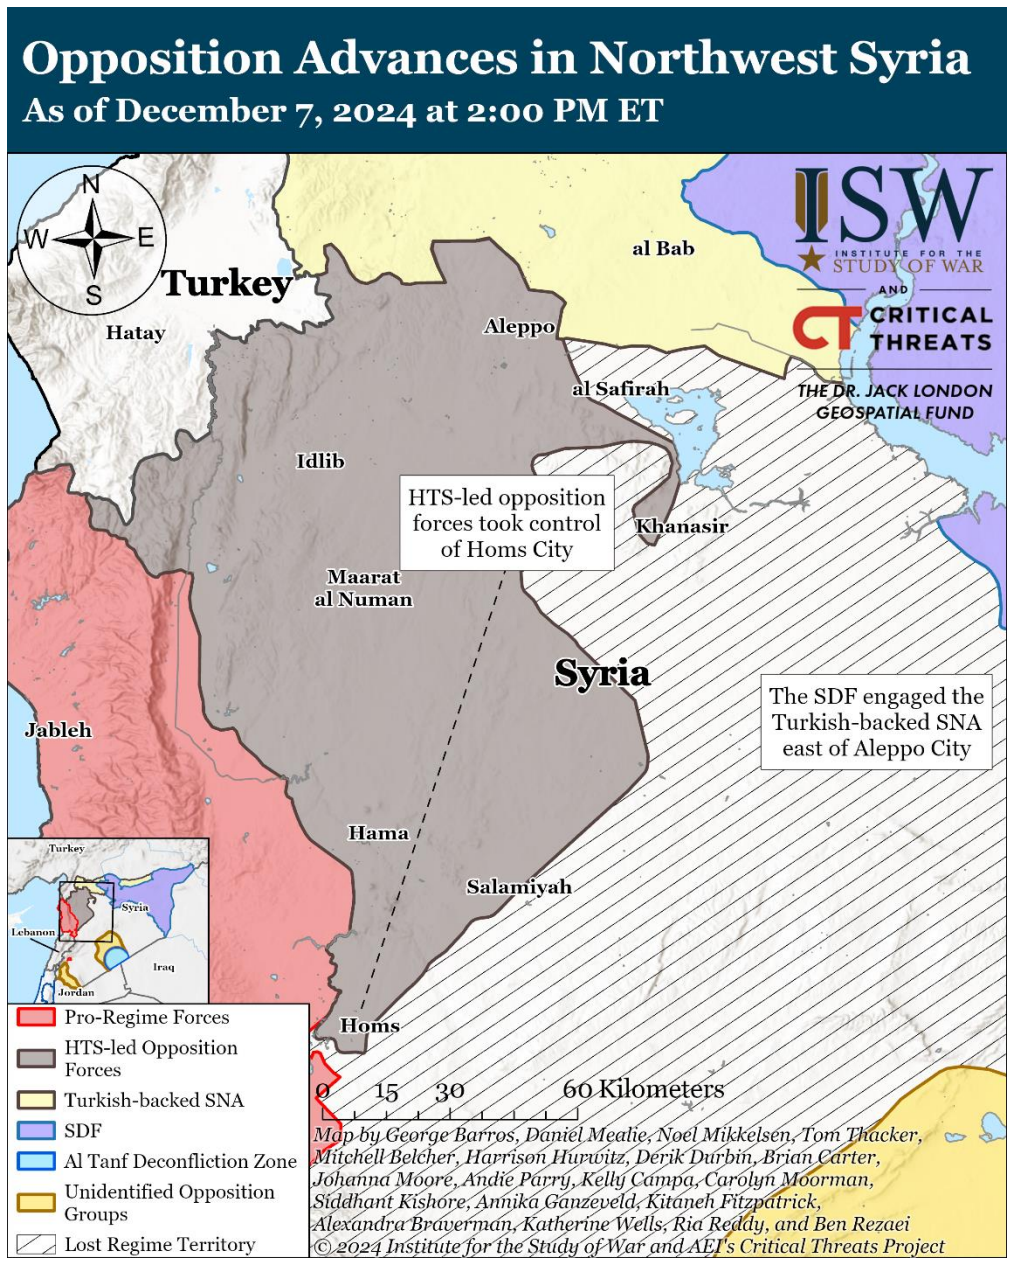 Opposition Advances in Northwest Syria
As of December 7, 2024 at 2:00 PM ET
N
W
E
S
ISW
INSTITUTE FOR THE
STUDY OF WAR
AND
CT CRITICAL
THREATS
THE DR. JACK LONDON
GEOSPATIAL FUND
Turkey
Hatay
al Bab
Aleppo
al Safirah
Idlib
HTS-led opposition
forces took control
of Homs City
Khanasir
Maarat
al Numan
Syria
The SDF engaged the
Turkish-backed SNA
east of Aleppo City
Jableh
Hama
Salamiyah
Homs
Turkey
Syria
Lebanon
Iraq
Jordan
Pro-Regime Forces
HTS-led Opposition
Forces
Turkish-backed SNA
SDF
Al Tanf Deconfliction Zone
Unidentified Opposition
Groups
Lost Regime Territory
0 15 30 60 Kilometers
Map by George Barros, Daniel Mealie, Noel Mikkelsen, Tom Thacker,
Mitchell Belcher, Harrison Hurwitz, Derik Durbin, Brian Carter,
Johanna Moore, Andie Parry, Kelly Campa, Carolyn Moorman,
Siddhant Kishore, Annika Ganzeveld, Kitaneh Fitzpatrick,
Alexandra Braverman, Katherine Wells, Ria Reddy, and Ben Rezaei
© 2024 Institute for the Study of War and AEI's Critical Threats Project